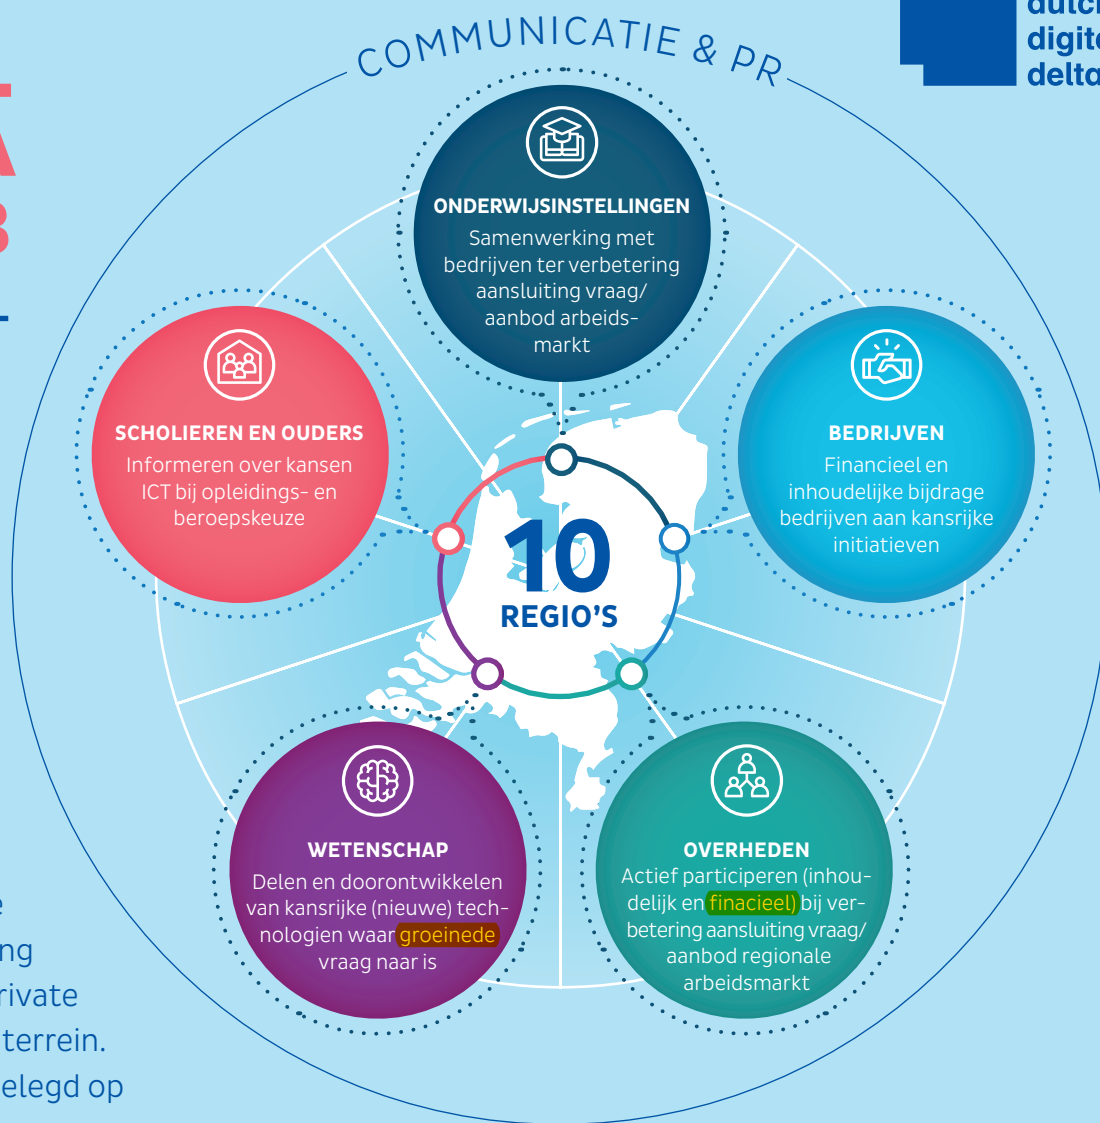 COMMUNICATIE & PR
digit
delta
ONDERWIJSINSTELLINGEN
Samenwerking met
bedrijven ter verbetering
aansluiting vraag/
aanbod arbeids-
markt
SCHOLIEREN EN OUDERS
Informeren over kansen
ICT bij opleidings- en
beroepskeuze
BEDRIJVEN
Financieel en
inhoudelijke bijdrage
bedrijven aan kansrijke
initiatieven
10
REGIO'S
WETENSCHAP
Delen en doorontwikkelen
van kansrijke (nieuwe) tech-
nologien waar groeinede
vraag naar is
OVERHEDEN
Actief participeren (inhou-
delijk en finacieel) bij ver-
betering aansluiting vraag/
aanbod regionale
arbeidsmarkt
e
ng
rivate
terrein.
elegd op